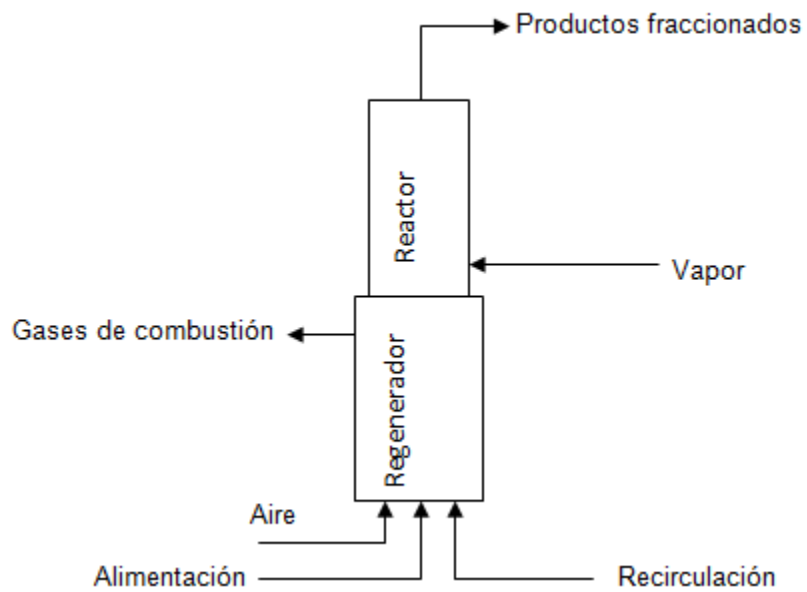 Productos fraccionados
Reactor
Vapor
Gases de combustión
Regenerador
Aire
Alimentación
Recirculación